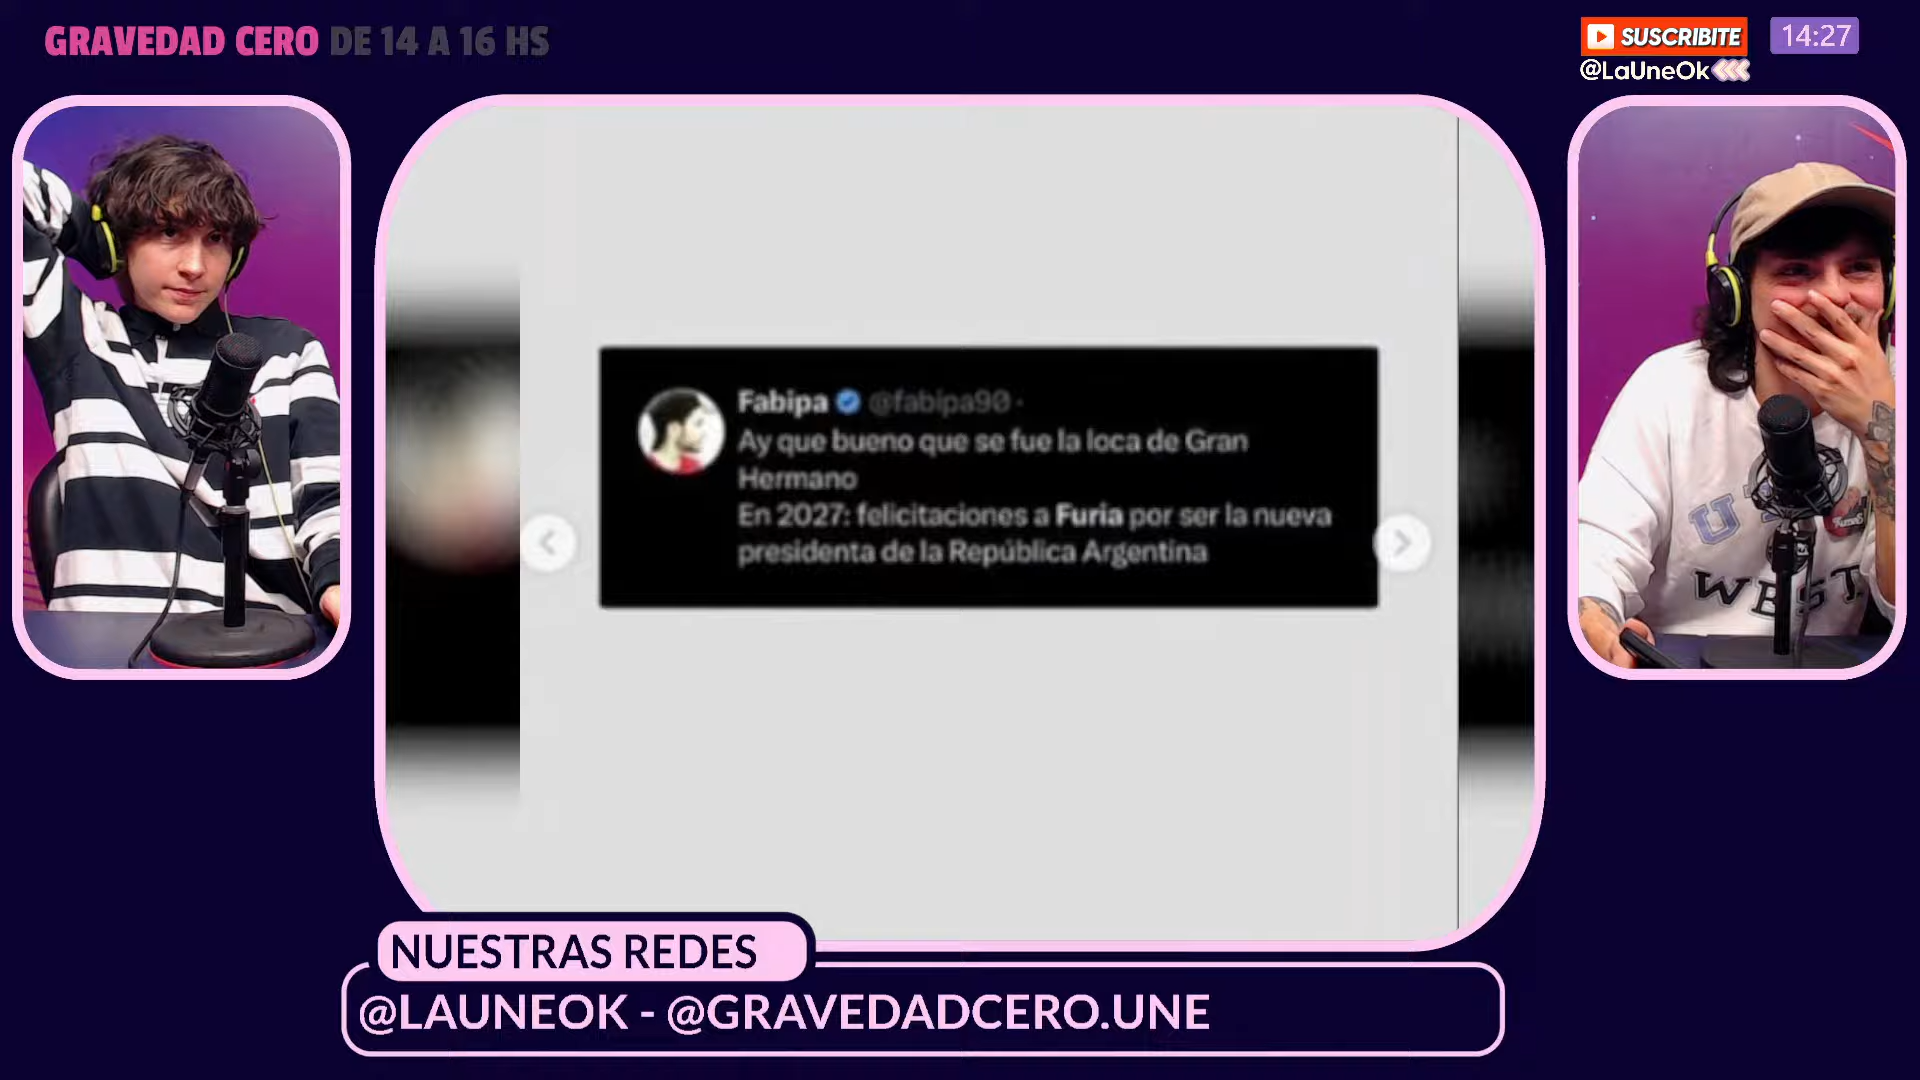 GRAVEDAD CERO DE 14 A 16 HS
SUSCRIBITE
@LaUneOk
14:27
Fabipa @fabipa90 ·
Ay que bueno que se fue la loca de Gran
Hermano
En 2027: felicitaciones a Furia por ser la nueva
presidenta de la República Argentina
WEST
NUESTRAS REDES
@LAUNEOK - @GRAVEDADCERO.UNE